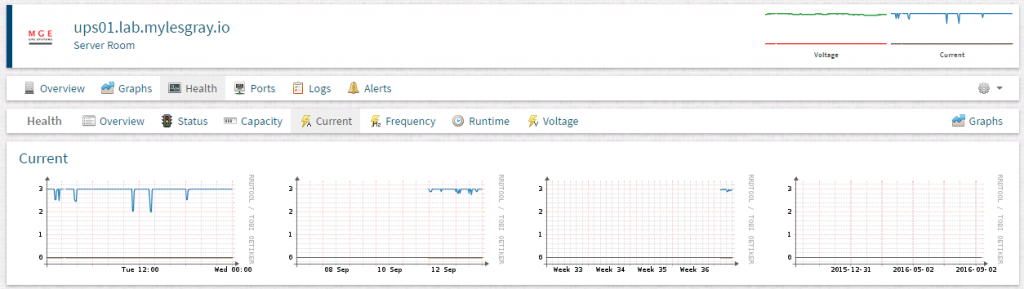 MGE
UPS SYSTEMS
ups01.lab.mylesgray.io
Server Room
Voltage
Current
Overview
Graphs
Health
Ports
Logs
Alerts
Health
Overview
Status
Capacity
Current
Frequency
Runtime
Voltage
Graphs
Current
3
2
1
0
Tue 12:00
Wed 00:00
RRDTOOL / TOBI OETIKER
3
2
1
0
08 Sep
10 Sep
12 Sep
RRDTOOL / TOBI OETIKER
3
2
1
0
Week 33
Week 34
Week 35
Week 36
RRDTOOL / TOBI OETIKER
3
2
1
0
2015-12-31
2016-05-02
2016-09-02
RRDTOOL / TOBI OETIKER